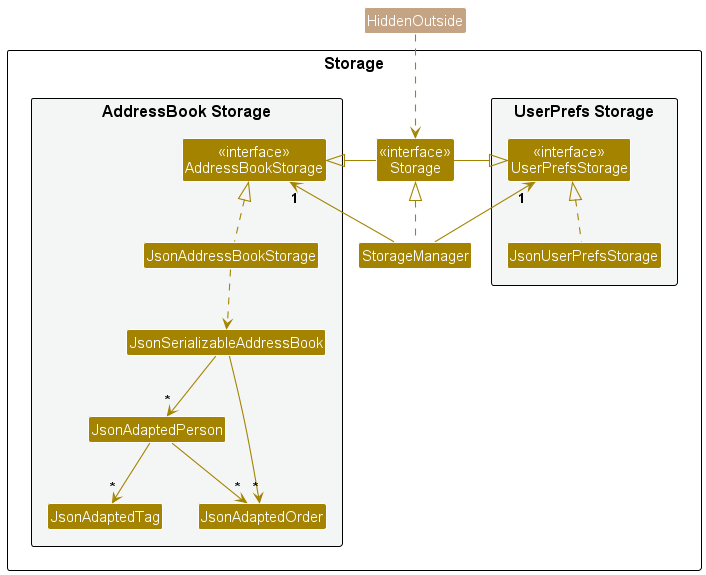 HiddenOutside
Storage
AddressBook Storage
UserPrefs Storage
«interface»
AddressBookStorage
«interface»
Storage
«interface»
UserPrefsStorage
1
1
JsonAddressBookStorage
StorageManager
JsonUserPrefsStorage
JsonSerializableAddressBook
*
JsonAdaptedPerson
*
*
*
JsonAdaptedTag
JsonAdaptedOrder